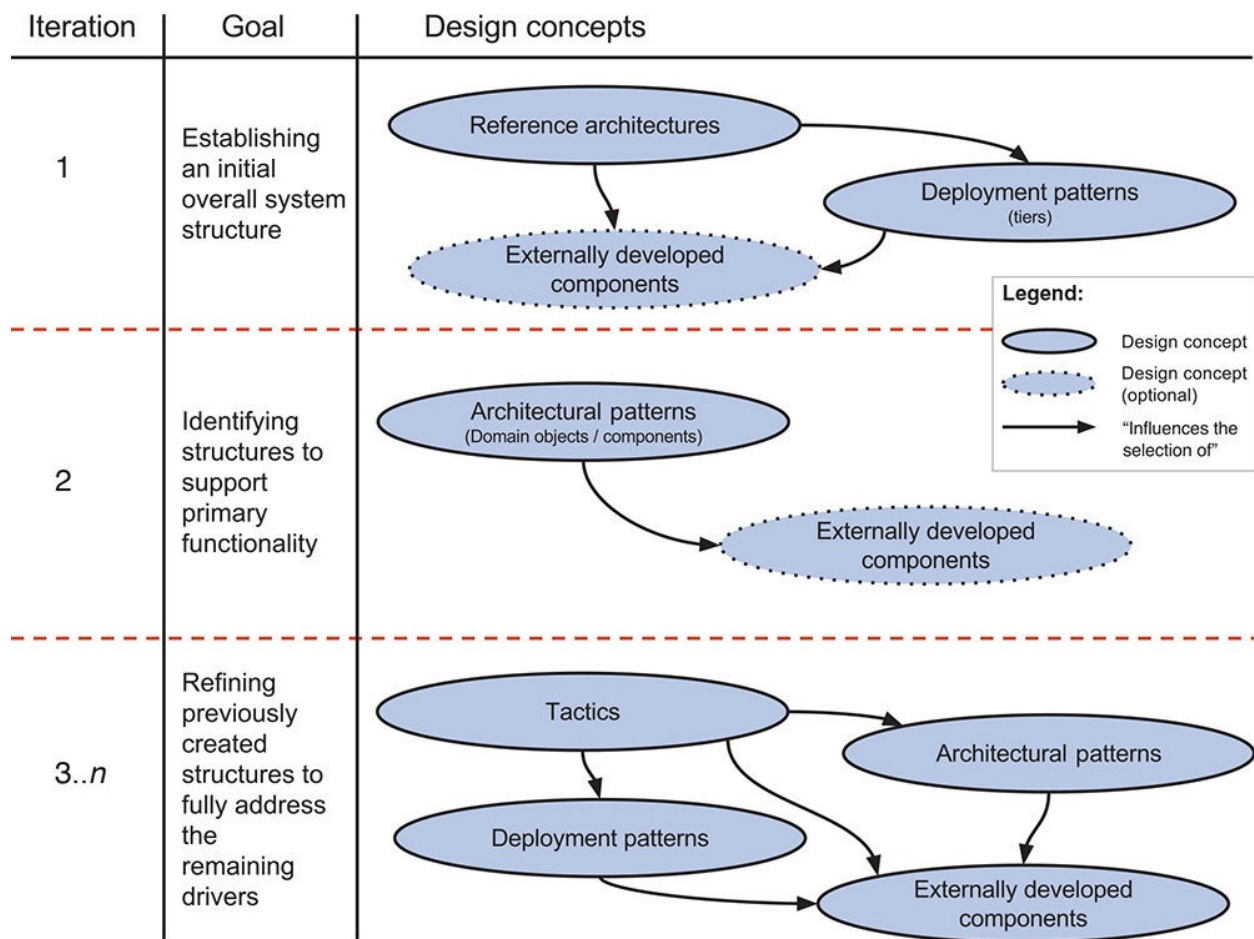 Iteration
Goal
Design concepts
1
Establishing
an initial
overall system
structure
Reference architectures
Deployment patterns
(tiers)
Externally developed
components
Legend:
Design concept
Design concept
(optional)
“Influences the
selection of”
2
Identifying
structures to
support
primary
functionality
Architectural patterns
(Domain objects / components)
Externally developed
components
3..n
Refining
previously
created
structures to
fully address
the
remaining
drivers
Tactics
Architectural patterns
Deployment patterns
Externally developed
components